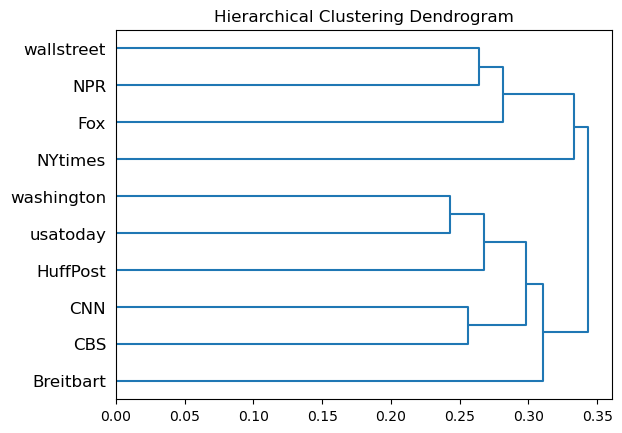 Hierarchical Clustering Dendrogram
wallstreet
NPR
Fox
NYtimes
washington
usatoday
HuffPost
CNN
CBS
Breitbart
0.00 0.05 0.10 0.15 0.20 0.25 0.30 0.35